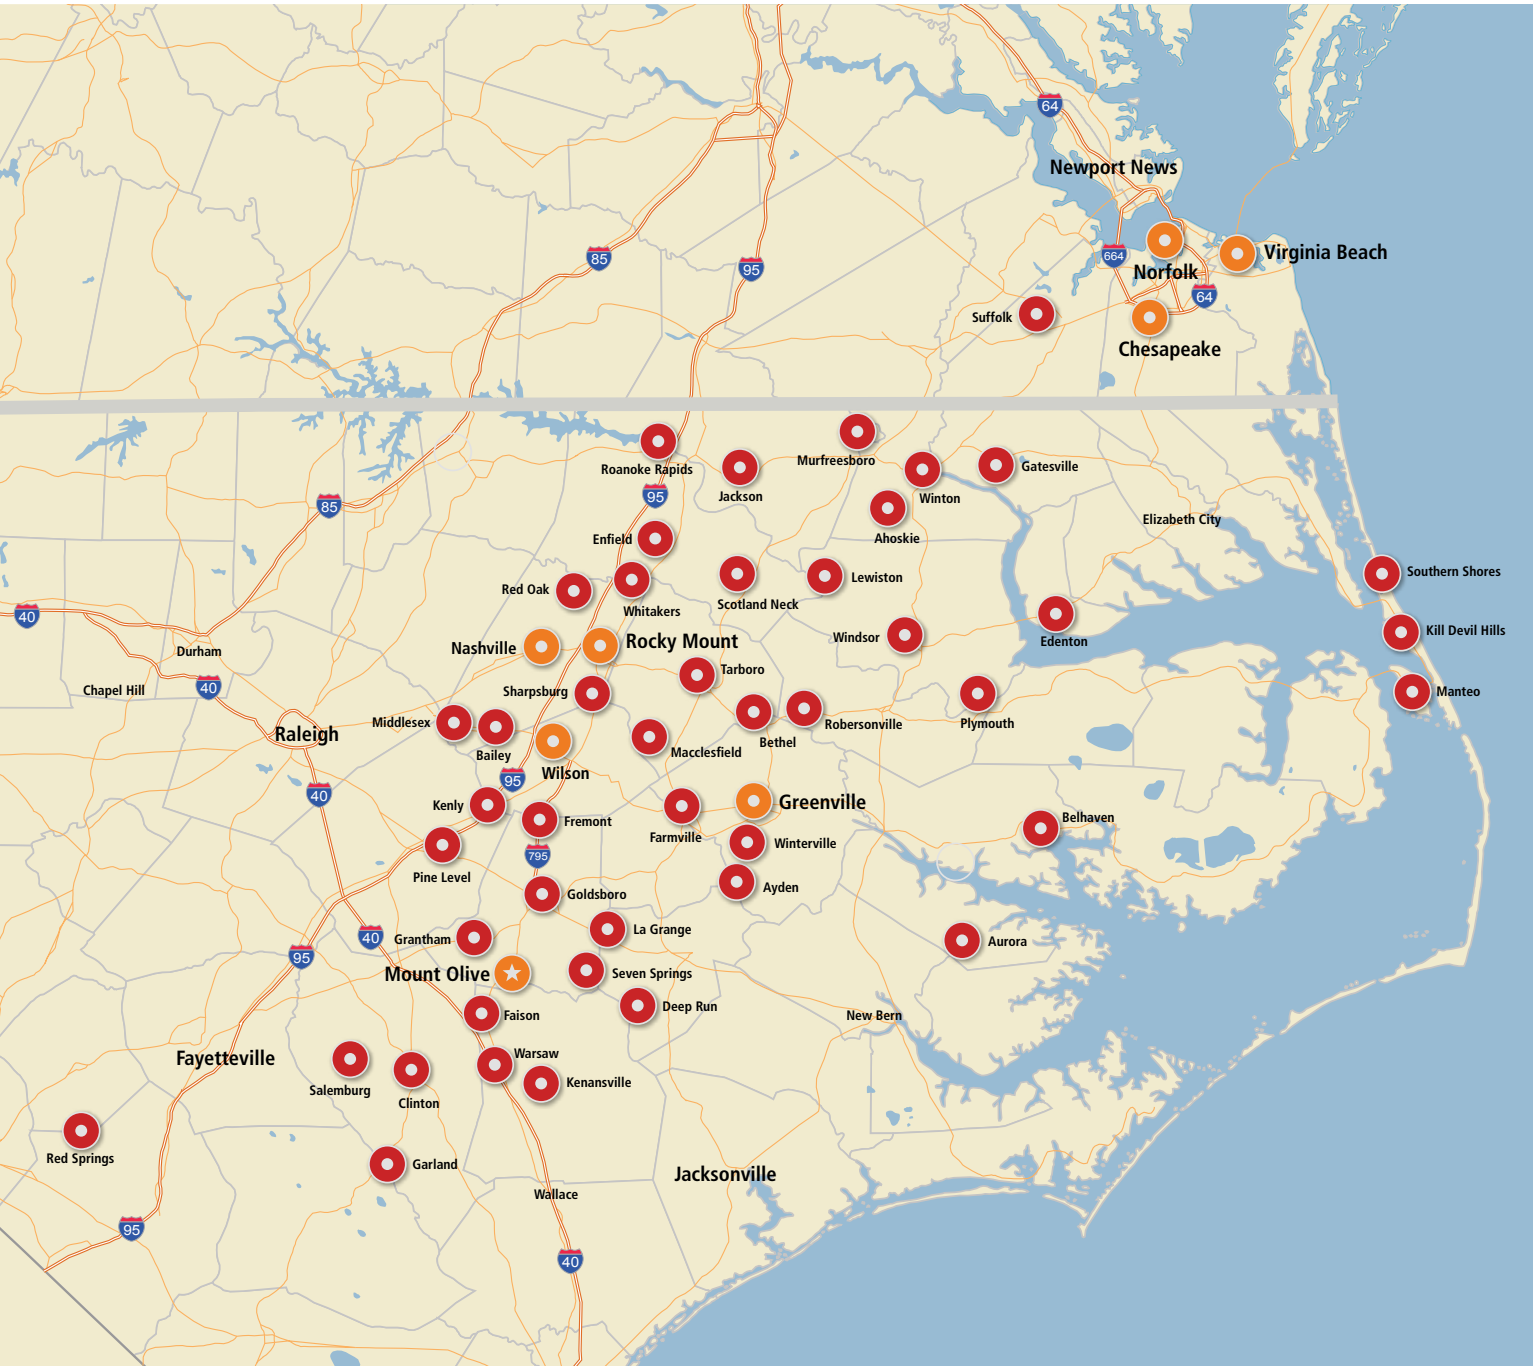 64
Newport News
85
95
664
Virginia Beach
Norfolk
64
Suffolk
Chesapeake
Roanoke Rapids
Murfreesboro
Gatesville
Jackson
Winton
95
85
Elizabeth City
Enfield
Ahoskie
Southern Shores
Red Oak
Whitakers
Scotland Neck
Lewiston
40
Kill Devil Hills
Windsor
Edenton
Rocky Mount
Nashville
Durham
Tarboro
Chapel Hill
40
Sharpsburg
Manteo
Middlesex
Plymouth
Robersonville
Raleigh
Bethel
Bailey
Macclesfield
Wilson
95
40
Kenly
Greenville
Fremont
Belhaven
Farmville
Winterville
795
Pine Level
Ayden
Goldsboro
La Grange
40
Grantham
Aurora
95
Mount Olive
Seven Springs
Deep Run
Faison
New Bern
Fayetteville
Warsaw
Salemburg
Kenansville
Clinton
Red Springs
Garland
Jacksonville
Wallace
95
40